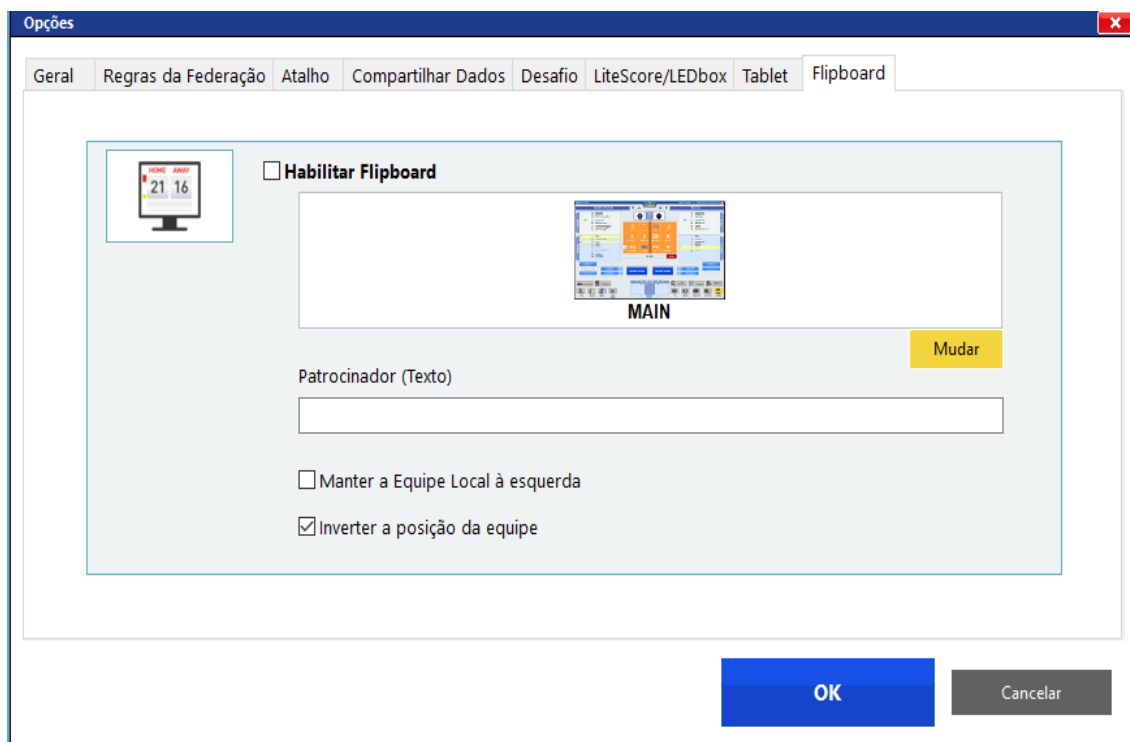 Opções
Geral Regras da Federação Atalho Compartilhar Dados Desafio LiteScore/LEDbox Tablet Flipboard
HOME AWAY
21 16
Habilitar Flipboard
MAIN
Mudar
Patrocinador (Texto)
Manter a Equipe Local à esquerda
Inverter a posição da equipe
OK Cancelar